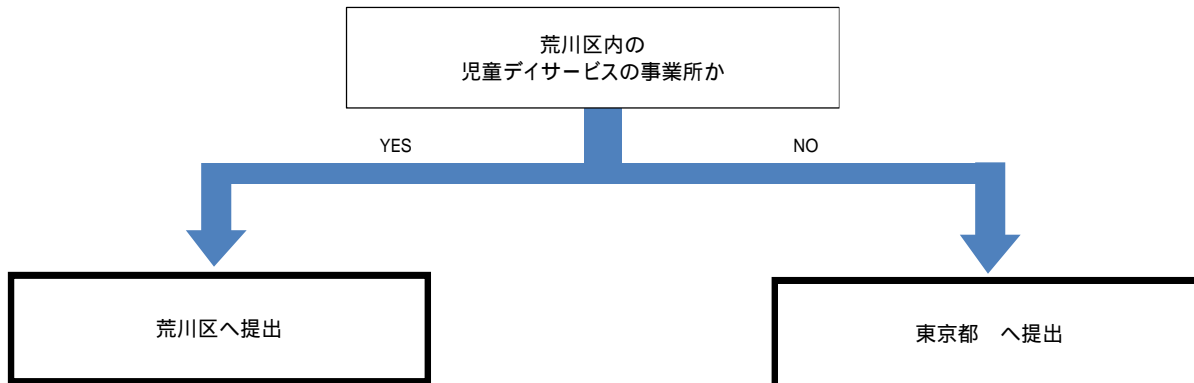 荒川区内の
児童デイサービスの事業所か
YES
NO
荒川区へ提出
東京都　へ提出